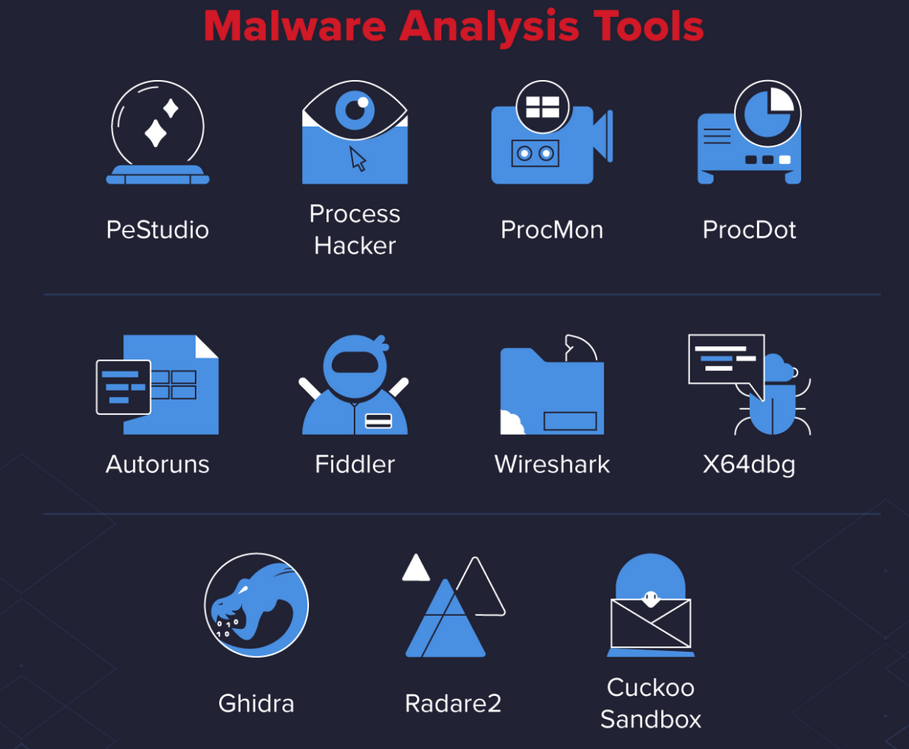 Malware Analysis Tools
PeStudio
Process
Hacker
ProcMon
ProcDot
Autoruns
Fiddler
Wireshark
X64dbg
Ghidra
Radare2
Cuckoo
Sandbox